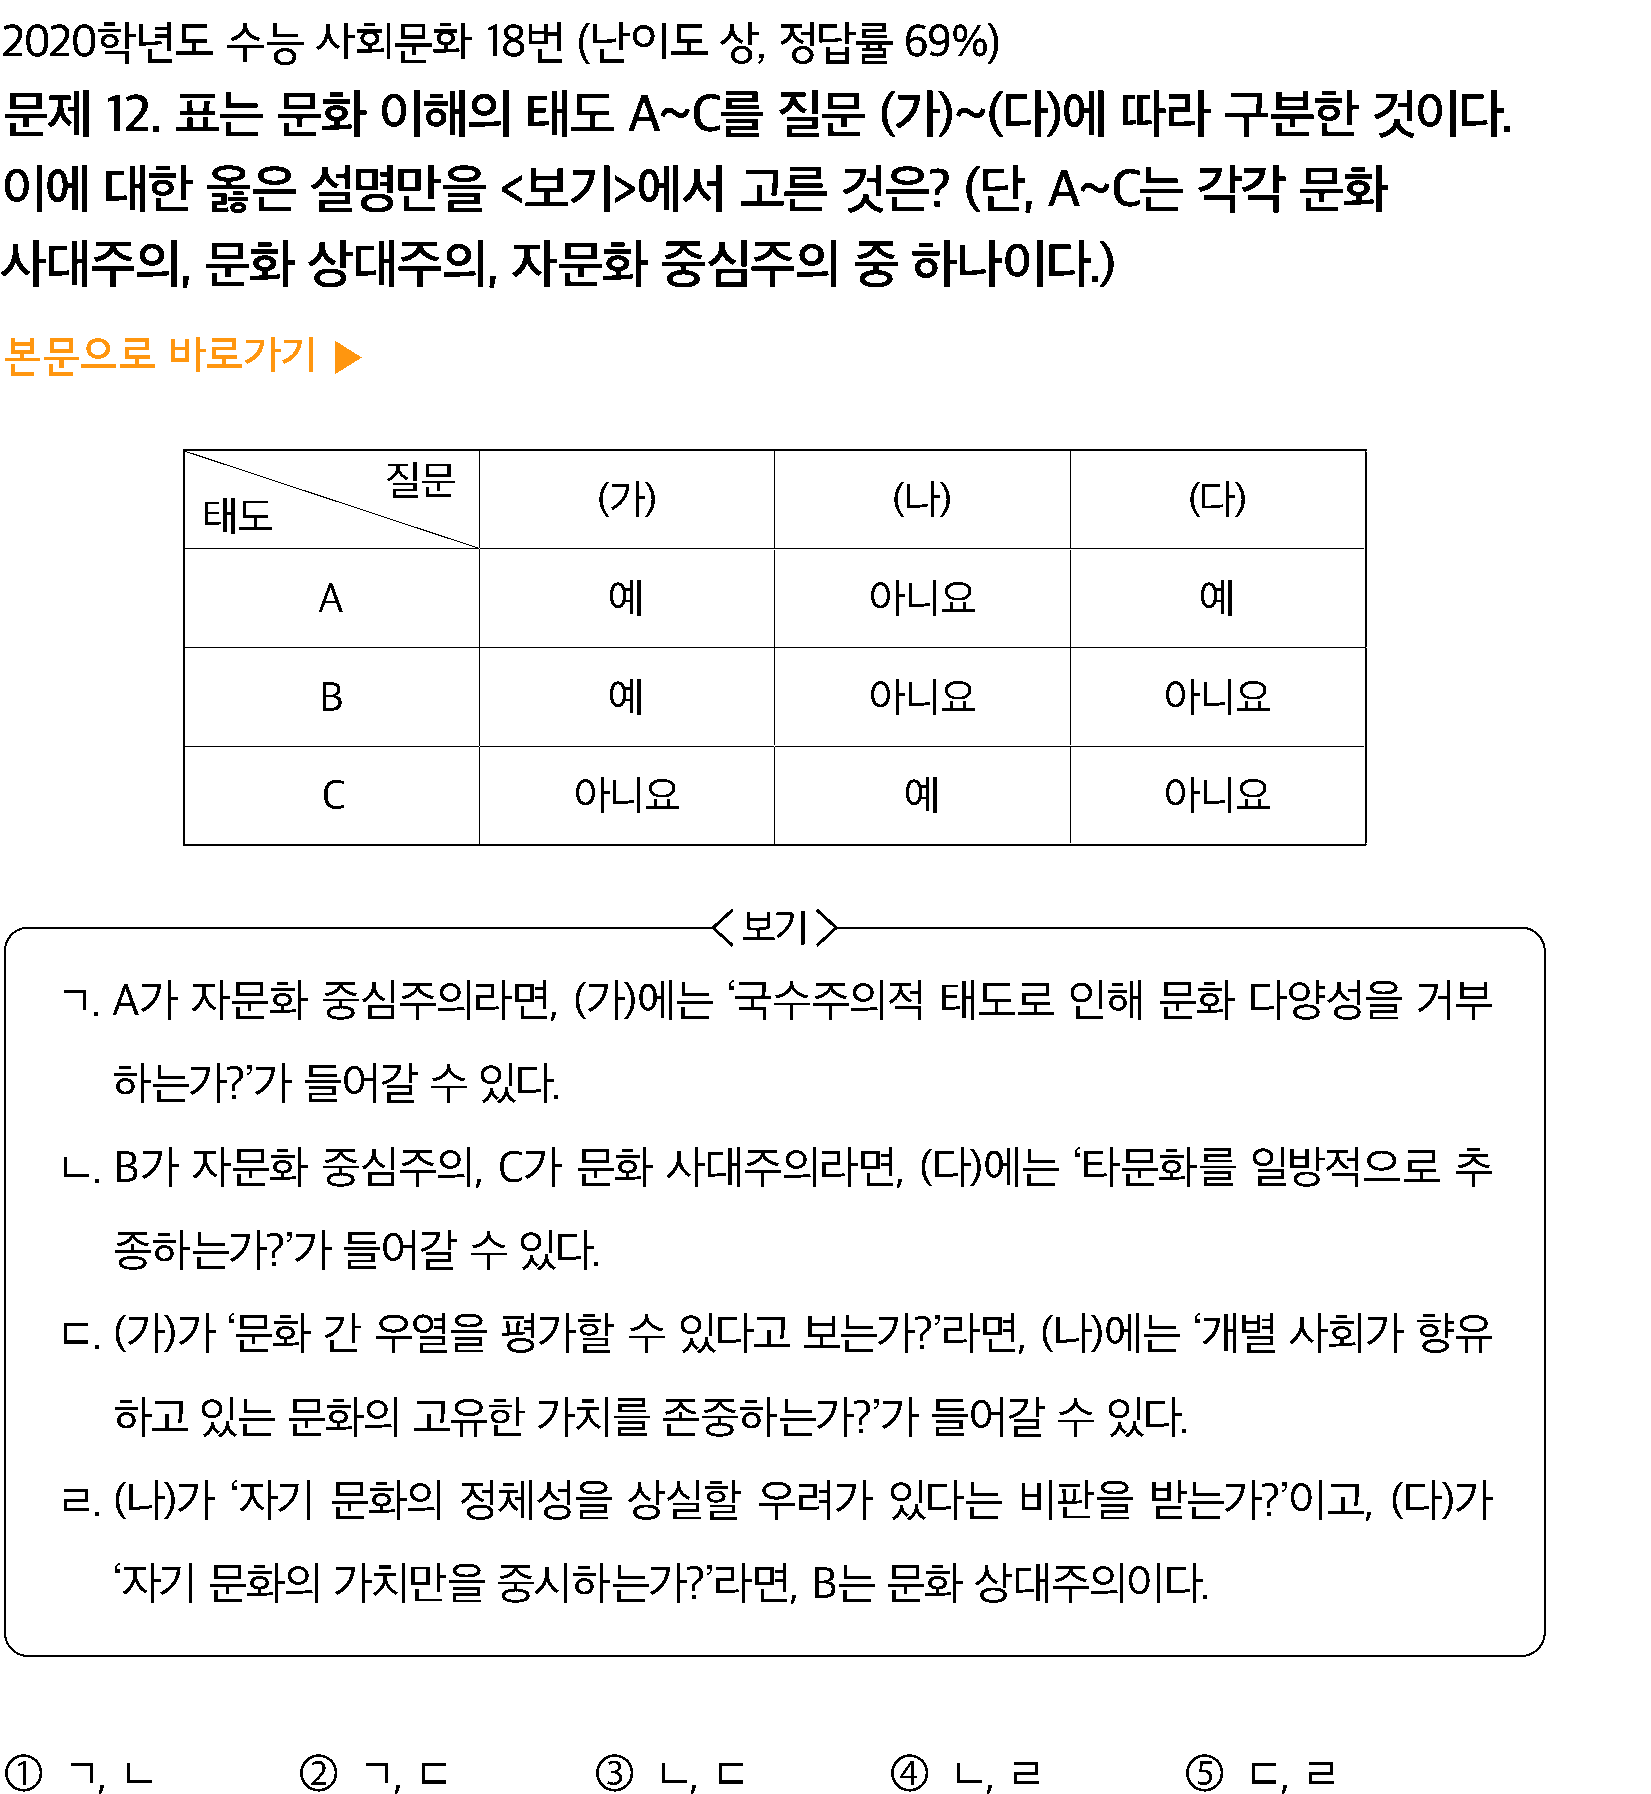 2020학년도 수능 사회문화 18번 (난이도 상, 정답률 69%)
문제 12. 표는 문화 이해의 태도 A~C를 질문 (가)~(다)에 따라 구분한 것이다.
이에 대한 옳은 설명만을 <보기>에서 고른 것은? (단, A~C는 각각 문화
사대주의, 문화 상대주의, 자문화 중심주의 중 하나이다.)
본문으로 바로가기 ▶
질문
태도
(가) (나) (다)
A 예 아니요 예
B 예 아니요 아니요
C 아니요 예 아니요
<보기>
ㄱ. A가 자문화 중심주의라면, (가)에는 ‘국수주의적 태도로 인해 문화 다양성을 거부
하는가?’가 들어갈 수 있다.
ㄴ. B가 자문화 중심주의, C가 문화 사대주의라면, (다)에는 ‘타문화를 일방적으로 추
종하는가?’가 들어갈 수 있다.
ㄷ. (가)가 ‘문화 간 우열을 평가할 수 있다고 보는가?’라면, (나)에는 ‘개별 사회가 향유
하고 있는 문화의 고유한 가치를 존중하는가?’가 들어갈 수 있다.
ㄹ. (나)가 ‘자기 문화의 정체성을 상실할 우려가 있다는 비판을 받는가?’이고, (다)가
‘자기 문화의 가치만을 중시하는가?’라면, B는 문화 상대주의이다.
① ㄱ, ㄴ ② ㄱ, ㄷ ③ ㄴ, ㄷ ④ ㄴ, ㄹ ⑤ ㄷ, ㄹ